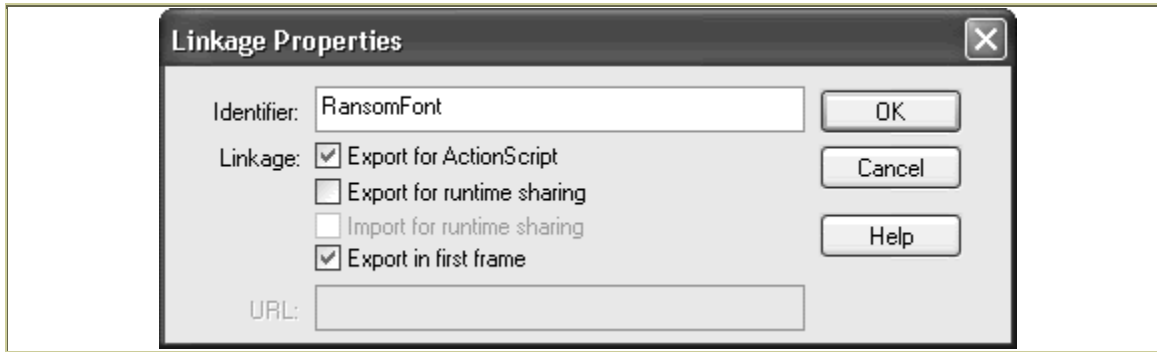 Linkage Properties
Identifier: RansomFont OK
Linkage: Export for ActionScript Cancel
Export for runtime sharing
Import for runtime sharing Help
Export in first frame
URL: